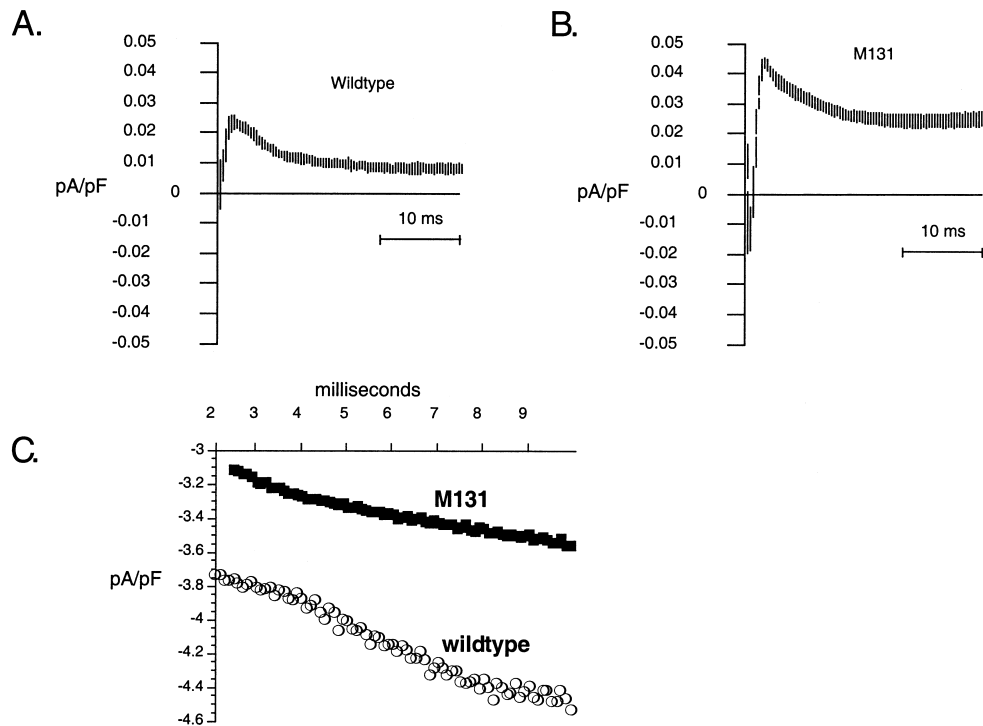 A.
Wildtype
0.05
0.04
0.03
0.02
0.01
pA/pF
0
-0.01
-0.02
-0.03
-0.04
-0.05
10 ms
B.
M131
0.05
0.04
0.03
0.02
0.01
pA/pF
0
-0.01
-0.02
-0.03
-0.04
-0.05
10 ms
C.
milliseconds
2 3 4 5 6 7 8 9
-3
-3.2
-3.4
-3.6
-3.8
-4
-4.2
-4.4
-4.6
pA/pF
M131
wildtype